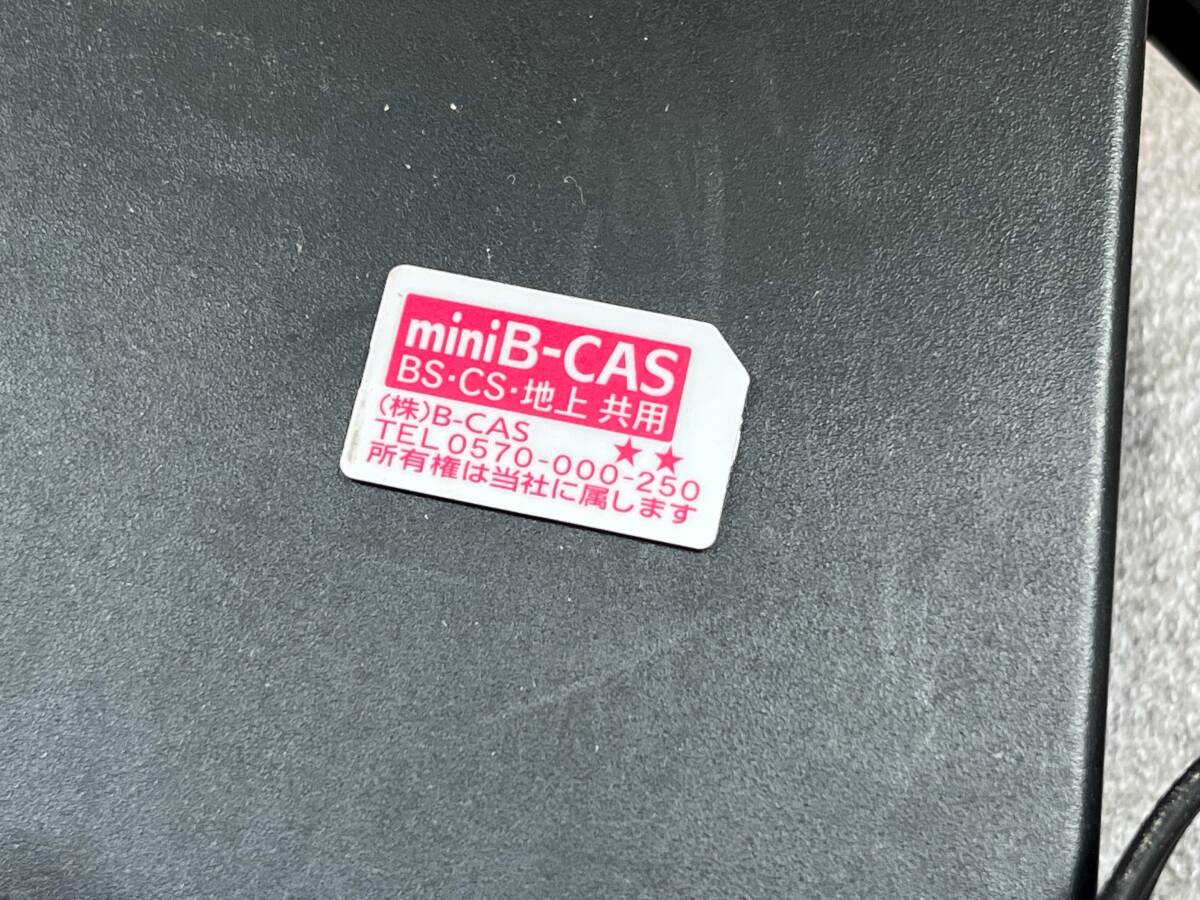 miniB-CAS
BS・CS・地上 共用
(株)B-CAS ★★
TEL 0570-000-250
所有権は当社に属します